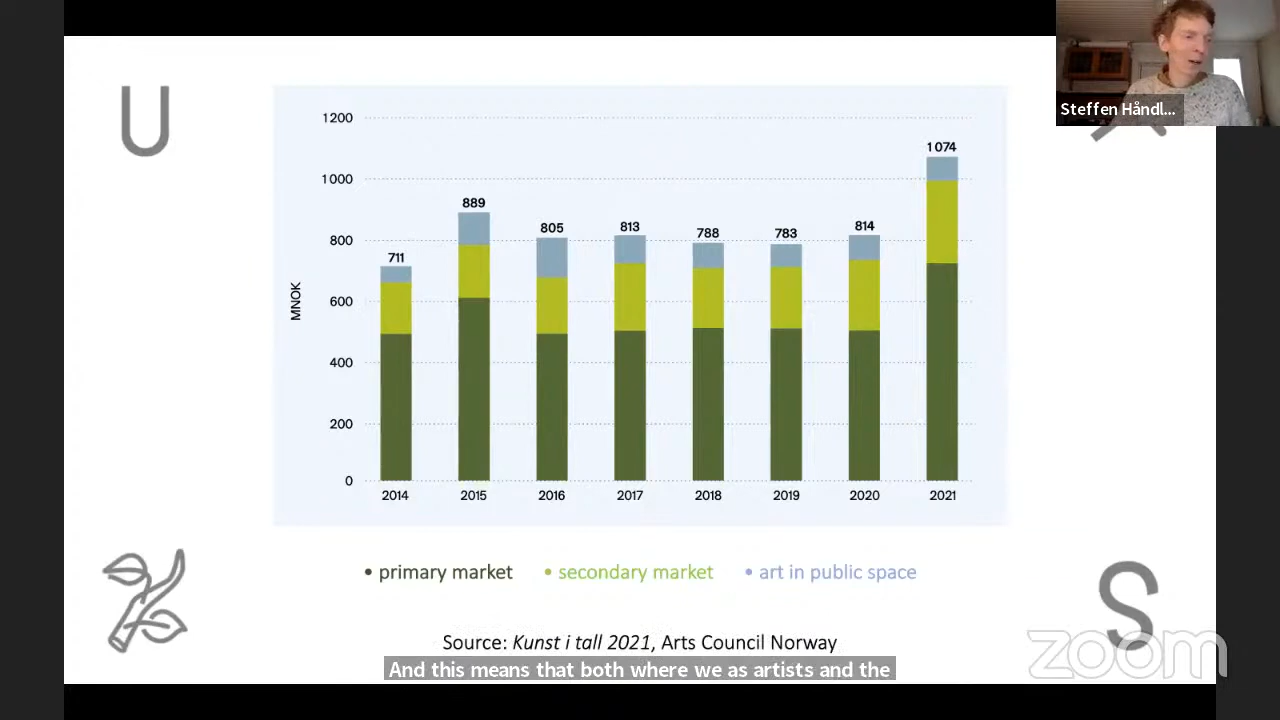 U
Steffen Håndl...
1200
1 074
1000
889
805
813
788
783
814
800
711
MNOK
600
400
200
0
2014 2015 2016 2017 2018 2019 2020 2021
• primary market • secondary market • art in public space
S
Source: Kunst i tall 2021, Arts Council Norway
zoom
And this means that both where we as artists and the